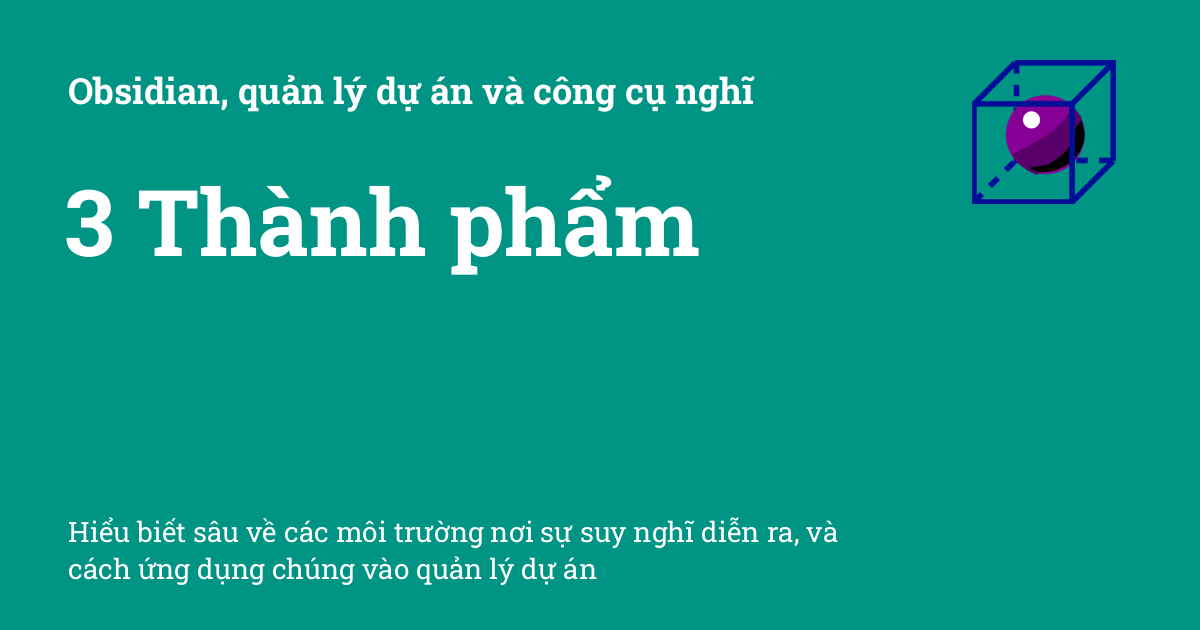 Obsidian, quản lý dự án và công cụ nghĩ
3 Thành phẩm
Hiểu biết sâu về các môi trường nơi sự suy nghĩ diễn ra, và
cách ứng dụng chúng vào quản lý dự án